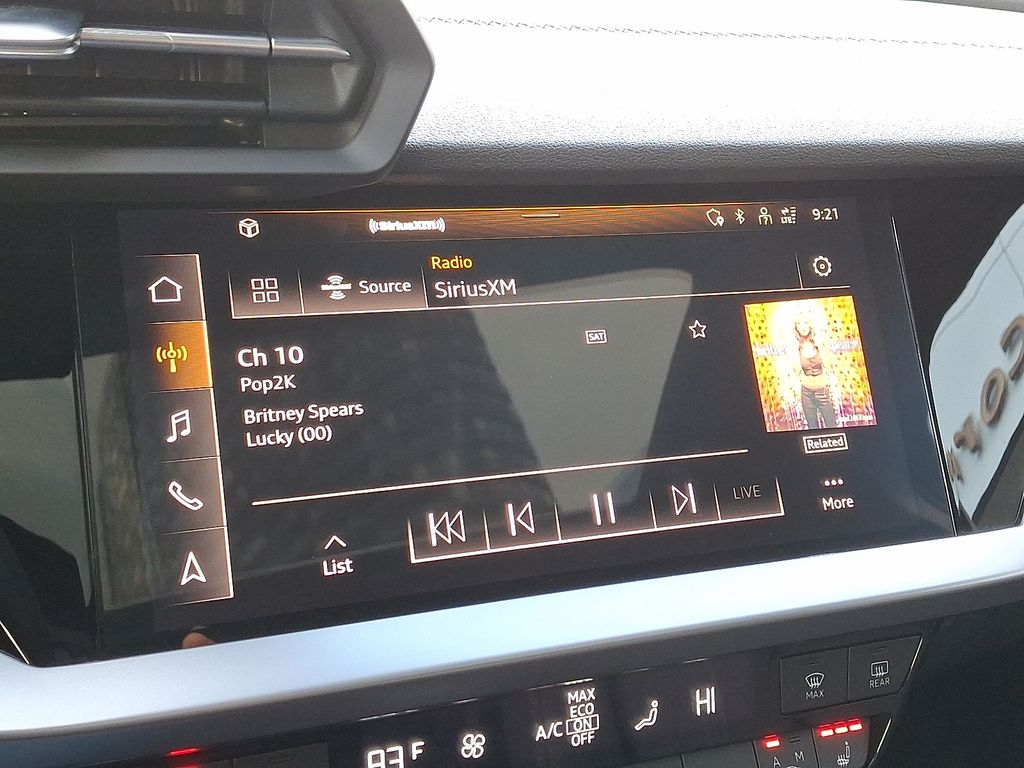 ((SiriusXM))
9:21
Radio
Source
SiriusXM
SAT
Ch 10
Pop2K
Britney Spears
Lucky (00)
Related
LIVE
More
List
MAX
REAR
MAX
ECO
A/C ON
OFF
HI
83 F
A M